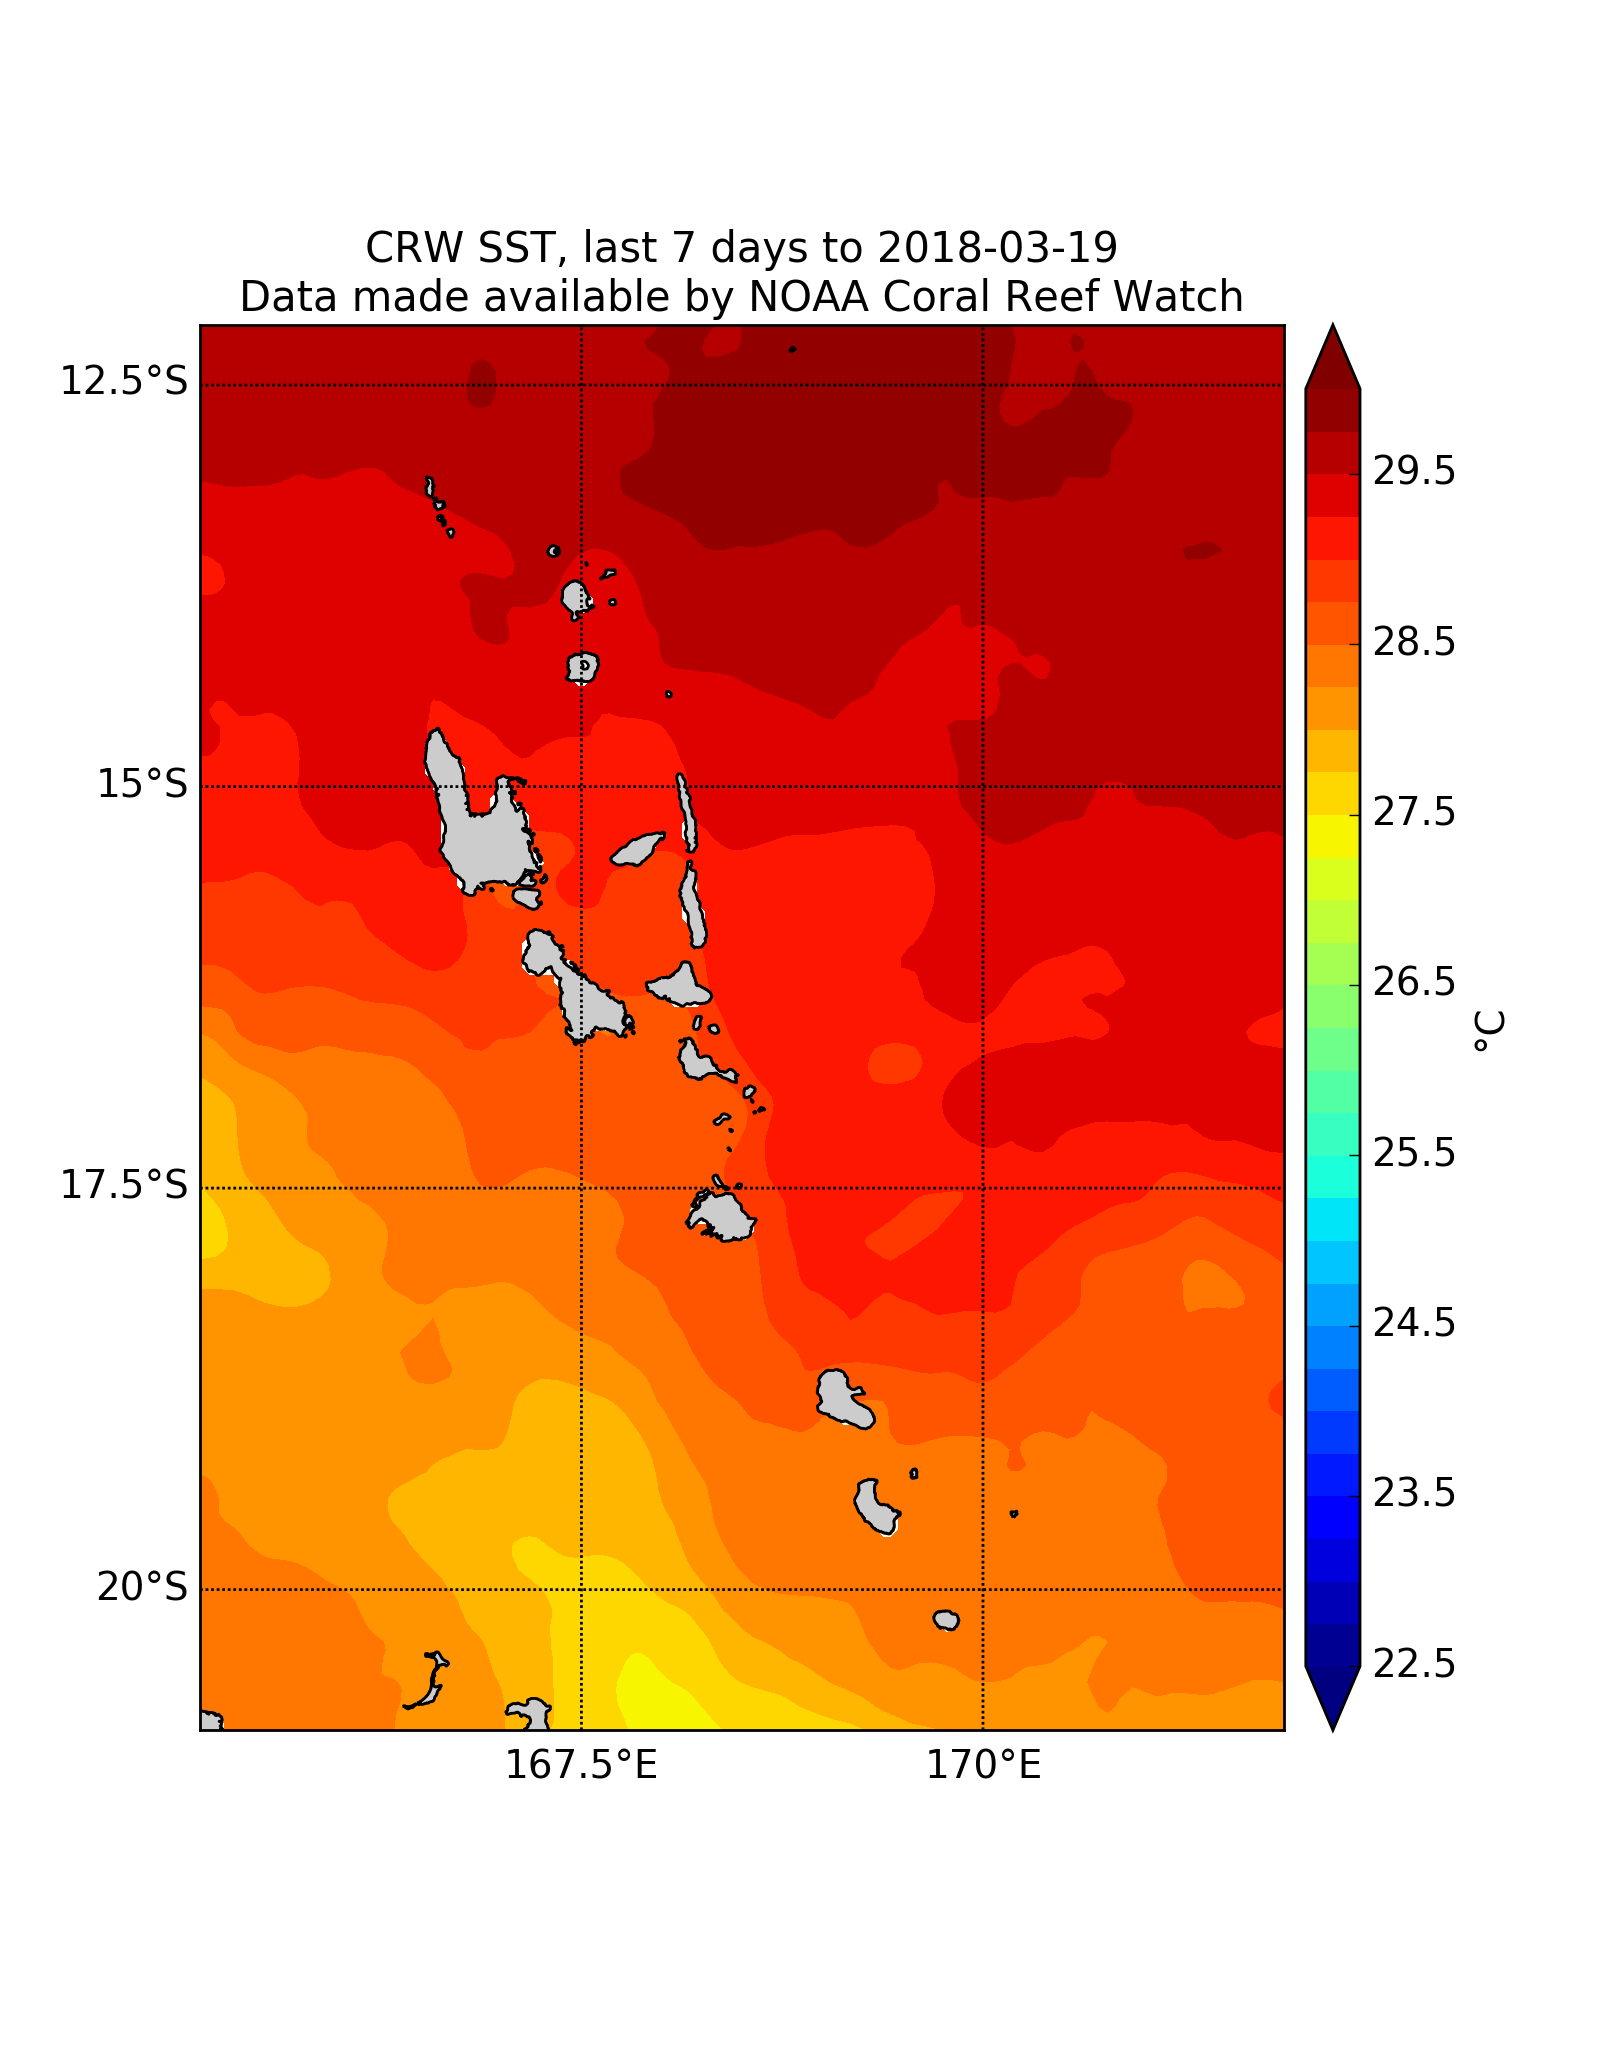 CRW SST, last 7 days to 2018-03-19
Data made available by NOAA Coral Reef Watch
12.5°S
15°S
17.5°S
20°S
167.5°E
170°E
29.5
28.5
27.5
26.5
25.5
24.5
23.5
22.5
°C